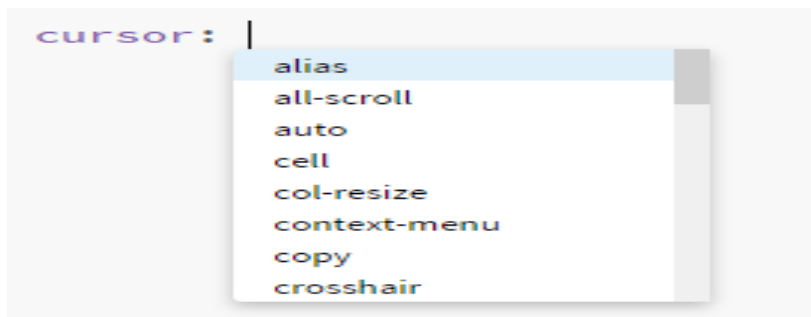 cursor:
alias
all-scroll
auto
cell
col-resize
context-menu
copy
crosshair